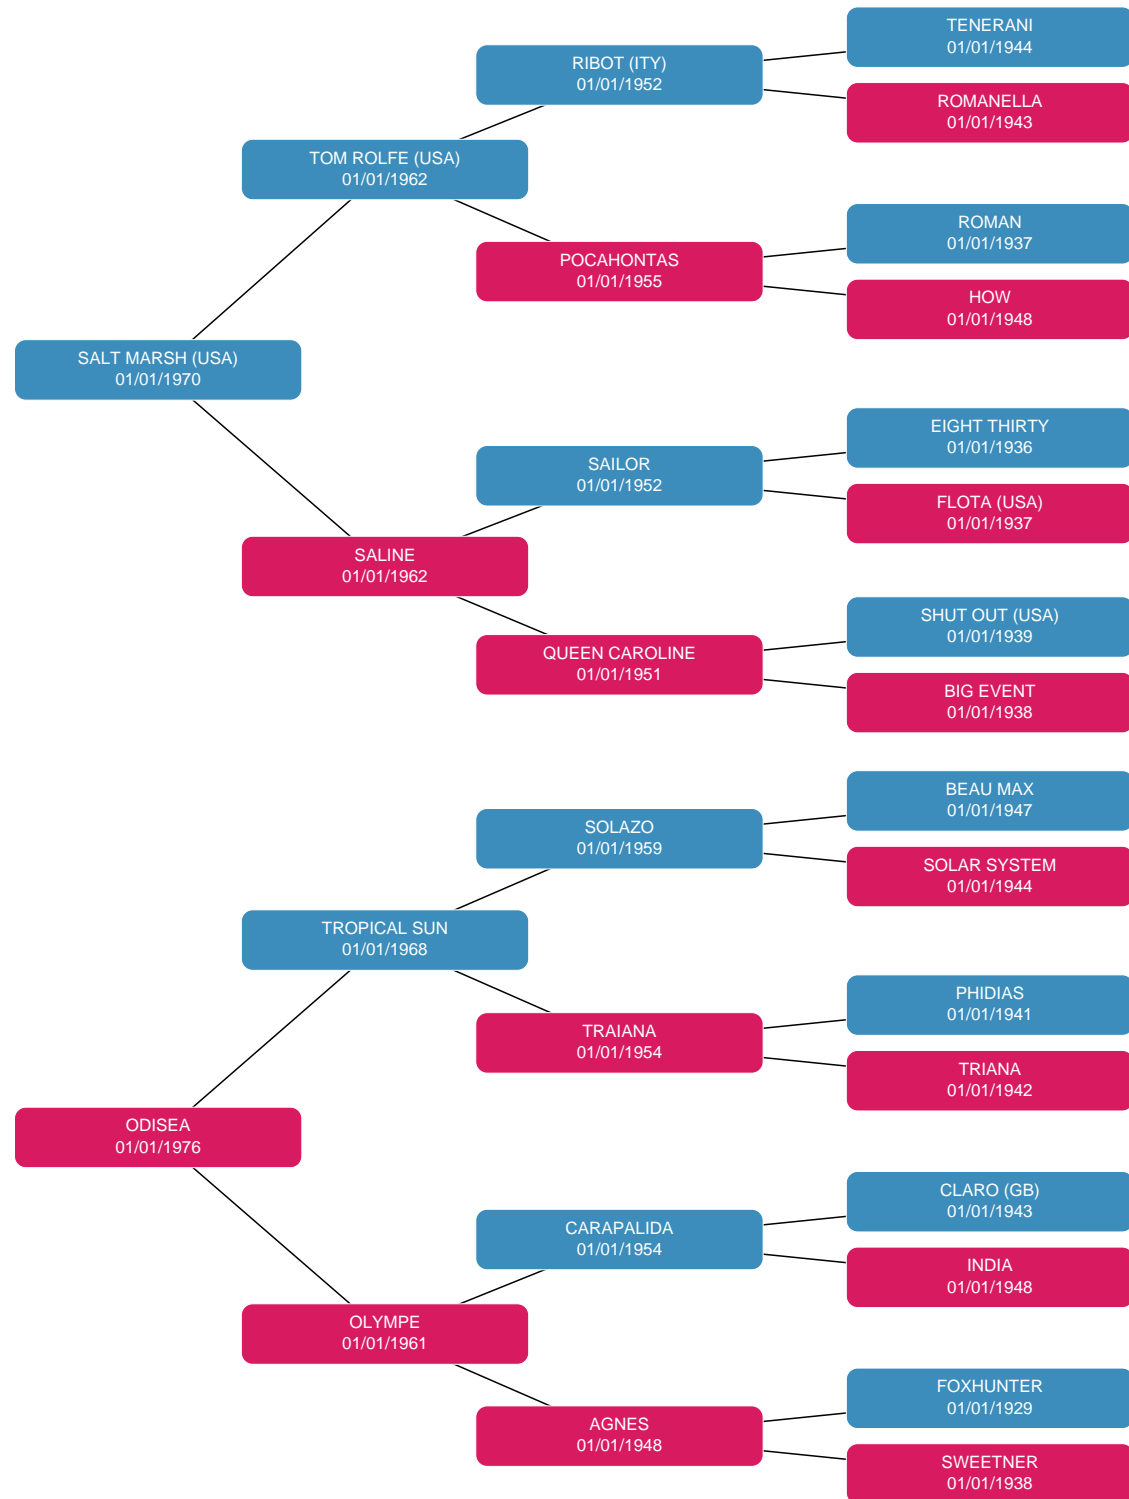 TENERANI
01/01/1944
RIBOT (ITY)
01/01/1952
ROMANELLA
01/01/1943
TOM ROLFE (USA)
01/01/1962
ROMAN
01/01/1937
POCAHONTAS
01/01/1955
HOW
01/01/1948
SALT MARSH (USA)
01/01/1970
EIGHT THIRTY
01/01/1936
SAILOR
01/01/1952
FLOTA (USA)
01/01/1937
SALINE
01/01/1962
SHUT OUT (USA)
01/01/1939
QUEEN CAROLINE
01/01/1951
BIG EVENT
01/01/1938
BEAU MAX
01/01/1947
SOLAZO
01/01/1959
SOLAR SYSTEM
01/01/1944
TROPICAL SUN
01/01/1968
PHIDIAS
01/01/1941
TRAIANA
01/01/1954
TRIANA
01/01/1942
ODISEA
01/01/1976
CLARO (GB)
01/01/1943
CARAPALIDA
01/01/1954
INDIA
01/01/1948
OLYMPE
01/01/1961
FOXHUNTER
01/01/1929
AGNES
01/01/1948
SWEETNER
01/01/1938